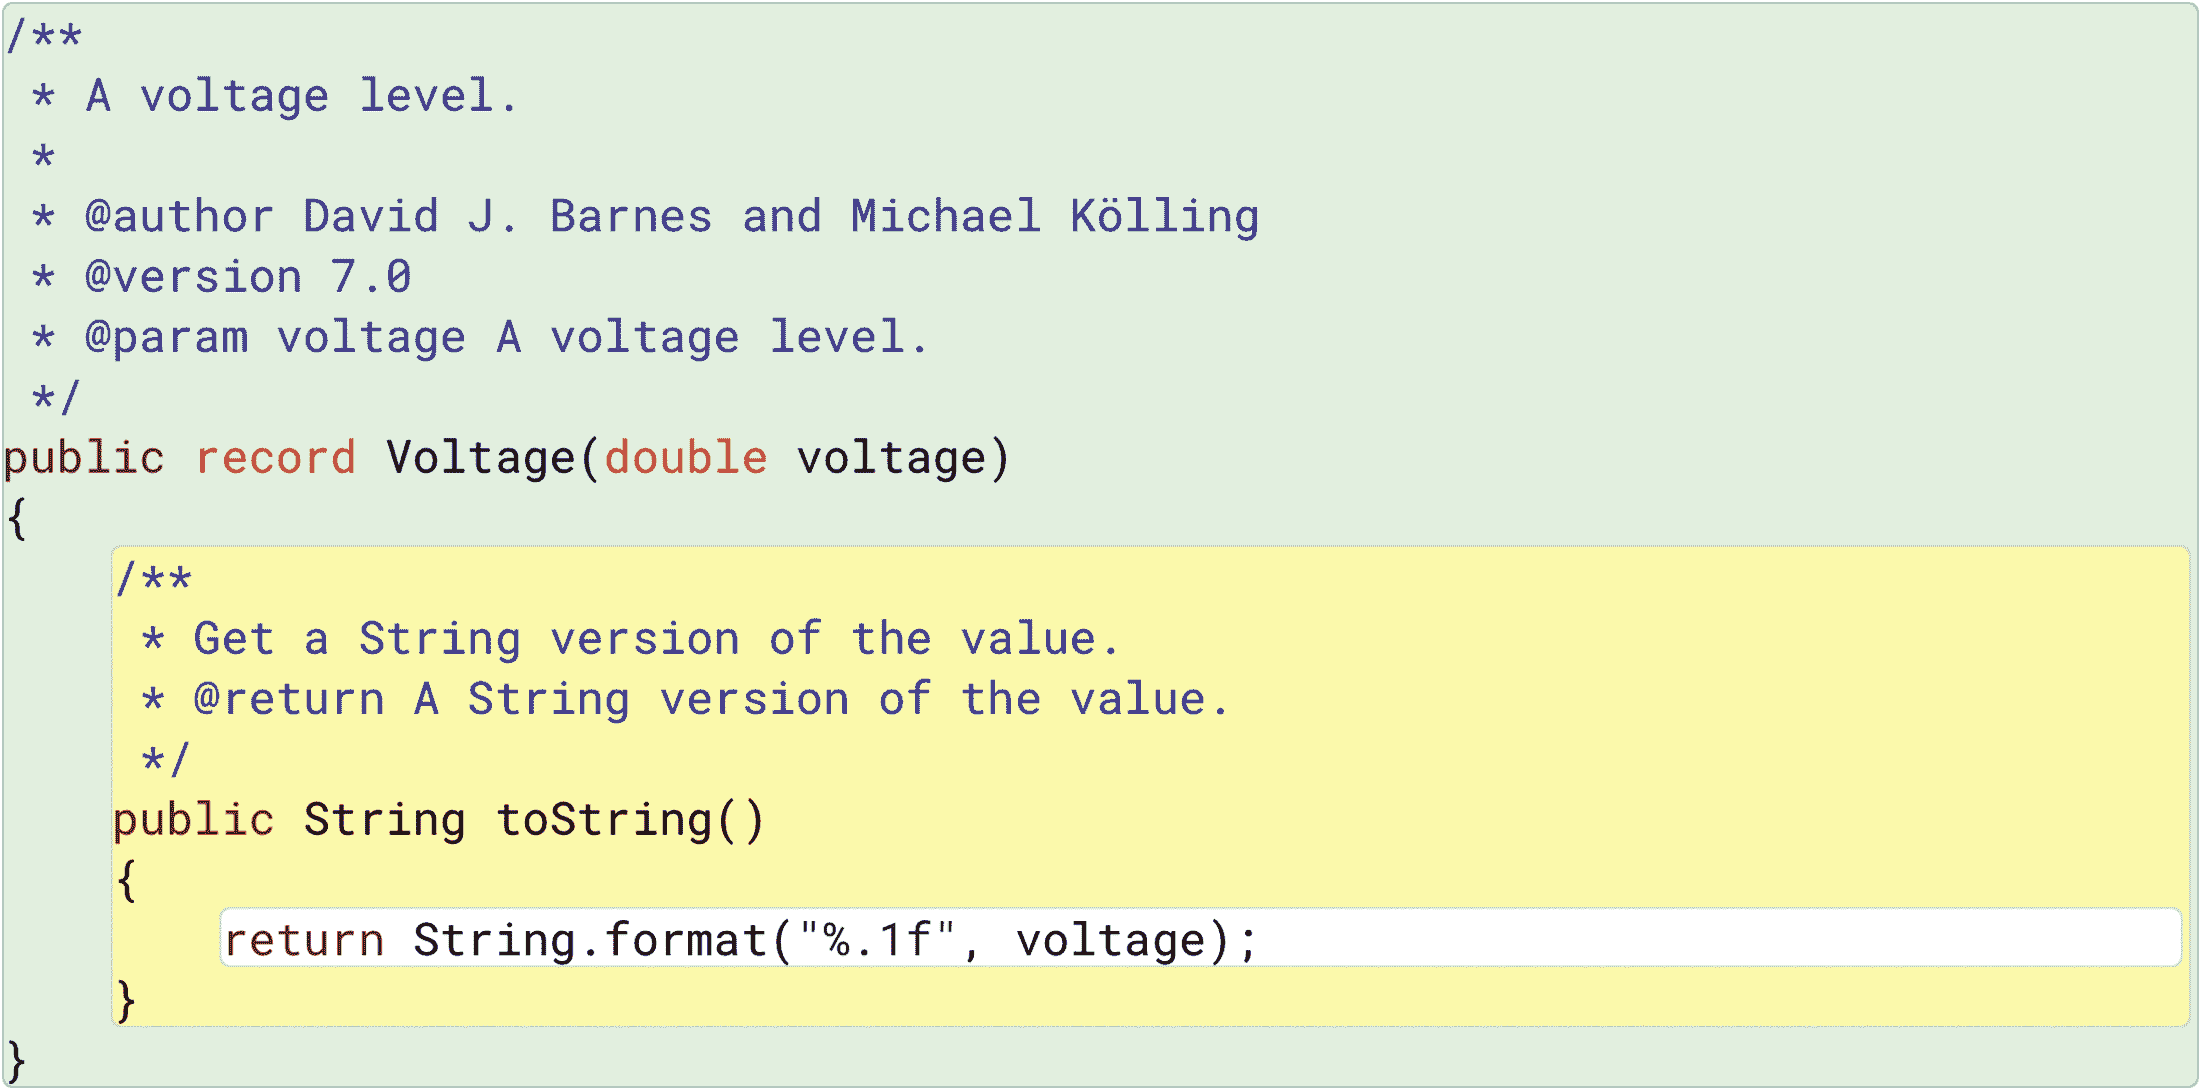 /**
 * A voltage level.
 *
 * @author David J. Barnes and Michael Kölling
 * @version 7.0
 * @param voltage A voltage level.
 */
public record Voltage(double voltage)
{
    /**
     * Get a String version of the value.
     * @return A String version of the value.
     */
    public String toString()
    {
        return String.format("%.1f", voltage);
    }
}